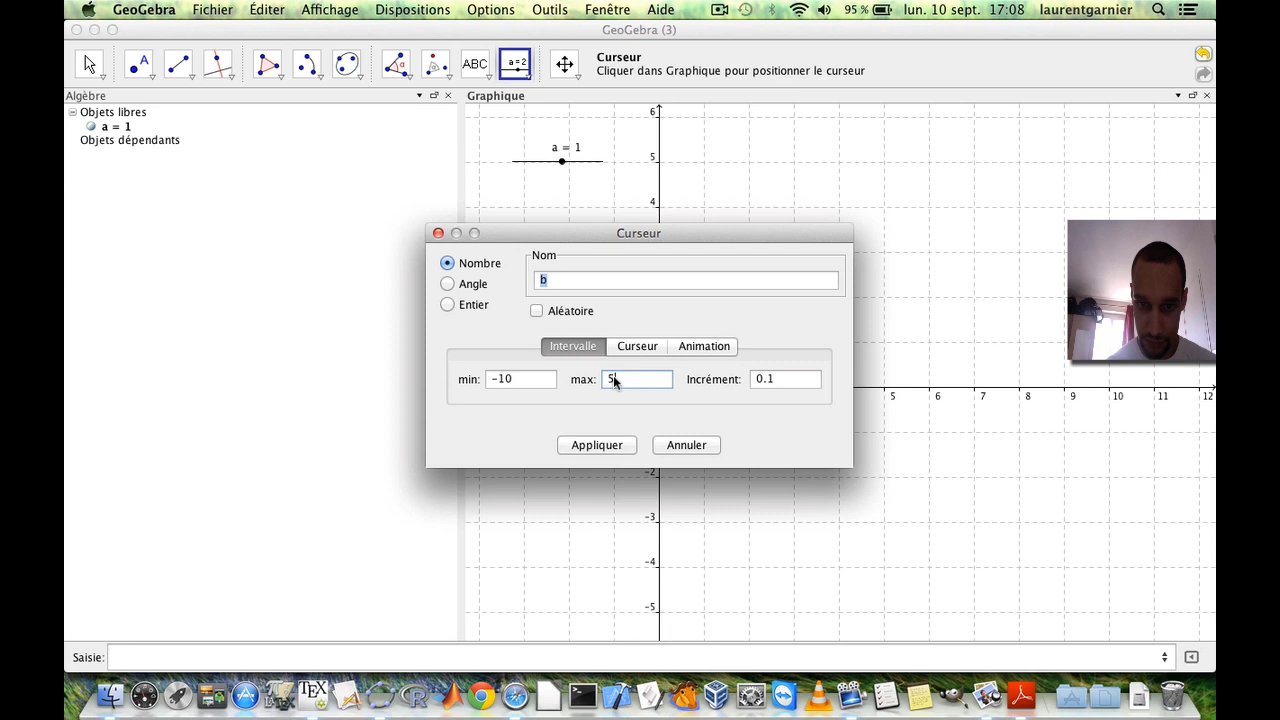 GeoGebra Fichier Éditer Affichage Dispositions Options Outils Fenêtre Aide 95 % lun. 10 sept. 17:08 laurentgarnier
GeoGebra (3)
A ABC a=2
Curseur
Cliquer dans Graphique pour positionner le curseur
Algèbre Graphique
Objets libres
a = 1
Objets dépendants
a = 1
6
5
4
Curseur
Nombre
Angle
Entier
Nom
b
Aléatoire
Intervalle Curseur Animation
min: -10 max: 5 Incrément: 0.1
5 6 7 8 9 10 11 12
Appliquer Annuler
-2
-3
-4
-5
Saisie:
TEX